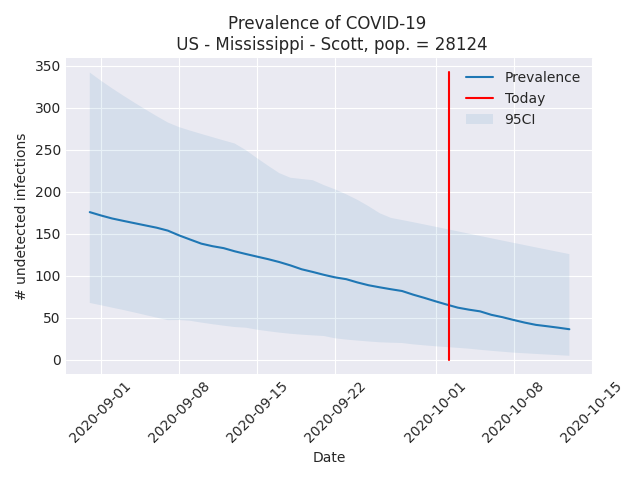 Prevalence of COVID-19
US - Mississippi - Scott, pop. = 28124
350
300
250
200
150
100
50
0
# undetected infections
Prevalence
Today
95CI
2020-09-01
2020-09-08
2020-09-15
2020-09-22
2020-10-01
2020-10-08
2020-10-15
Date